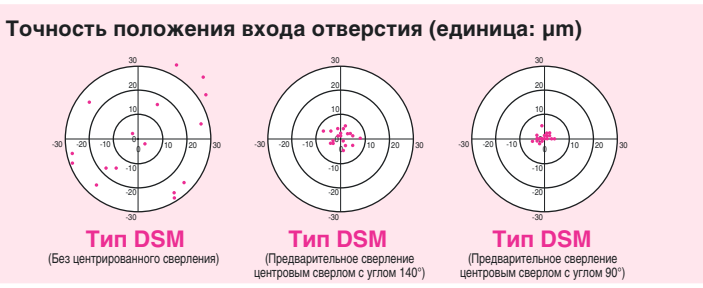 Точность положения входа отверстия (единица: μm)
30
20
10
0
-30 -20 -10 0 10 20 30
-10
-20
-30
30
20
10
0
-30 -20 -10 0 10 20 30
-10
-20
-30
30
20
10
0
-30 -20 -10 0 10 20 30
-10
-20
-30
Тип DSM
(Без центрированного сверления)
Тип DSM
(Предварительное сверление
центровым сверлом с углом 140°)
Тип DSM
(Предварительное сверление
центровым сверлом с углом 90°)